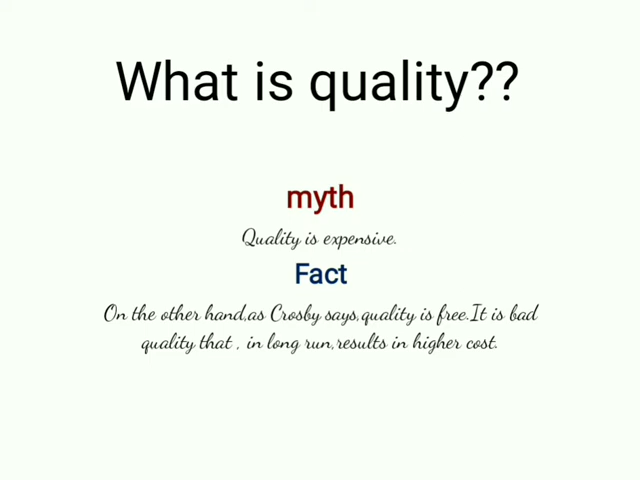 What is quality??
myth
Quality is expensive.
Fact
On the other hand,as Crosby says,quality is free.It is bad
quality that , in long run,results in higher cost.